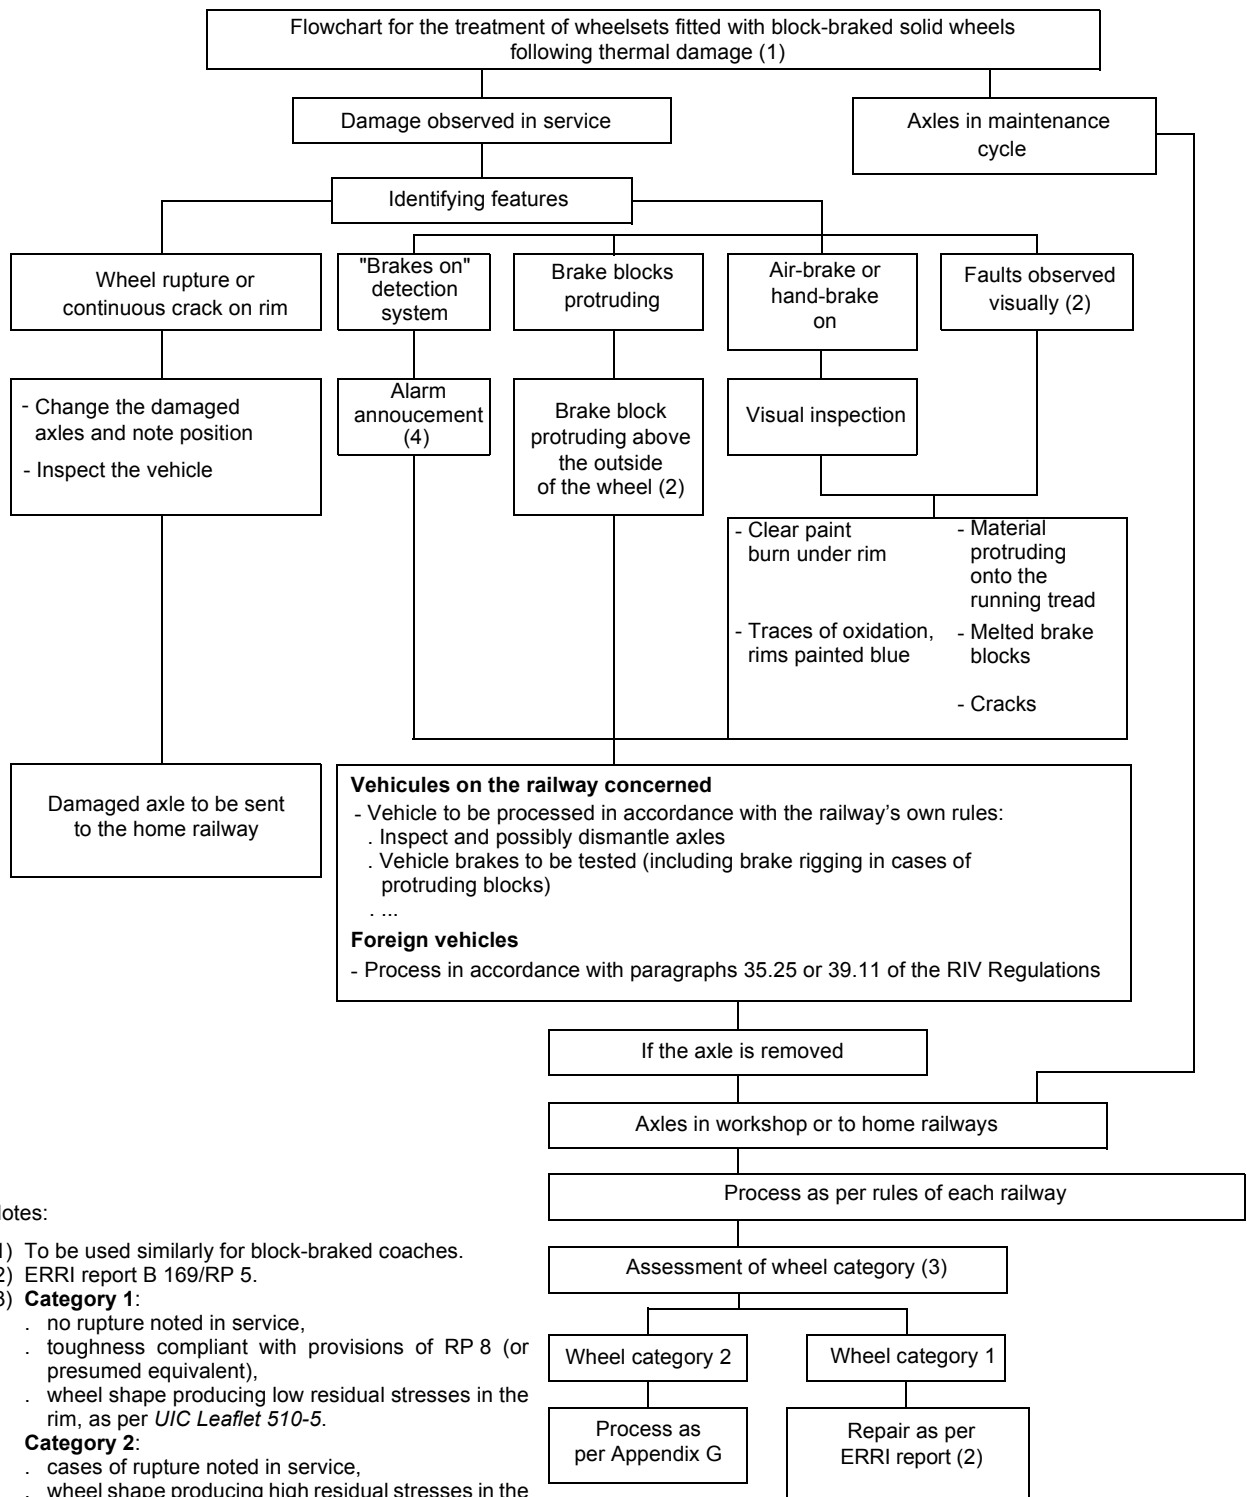 Flowchart for the treatment of wheelsets fitted with block-braked solid wheels
following thermal damage (1)
Damage observed in service
Axles in maintenance
cycle
Identifying features
Wheel rupture or
continuous crack on rim
"Brakes on"
detection
system
Brake blocks
protruding
Air-brake or
hand-brake
on
Faults observed
visually (2)
- Change the damaged
axles and note position
- Inspect the vehicle
Alarm
annoucement
(4)
Brake block
protruding above
the outside
of the wheel (2)
Visual inspection
- Clear paint
burn under rim
- Traces of oxidation,
rims painted blue
- Material
protruding
onto the
running tread
- Melted brake
blocks
- Cracks
Damaged axle to be sent
to the home railway
Vehicules on the railway concerned
- Vehicle to be processed in accordance with the railway's own rules:
. Inspect and possibly dismantle axles
. Vehicle brakes to be tested (including brake rigging in cases of
protruding blocks)
. ...
Foreign vehicles
- Process in accordance with paragraphs 35.25 or 39.11 of the RIV Regulations
If the axle is removed
Axles in workshop or to home railways
Process as per rules of each railway
Assessment of wheel category (3)
Wheel category 2
Wheel category 1
Process as
per Appendix G
Repair as per
ERRI report (2)
otes:
1) To be used similarly for block-braked coaches.
2) ERRI report B 169/RP 5.
3) Category 1:
. no rupture noted in service,
. toughness compliant with provisions of RP 8 (or
presumed equivalent),
. wheel shape producing low residual stresses in the
rim, as per UIC Leaflet 510-5.
Category 2:
. cases of rupture noted in service,
. wheel shape producing high residual stresses in the